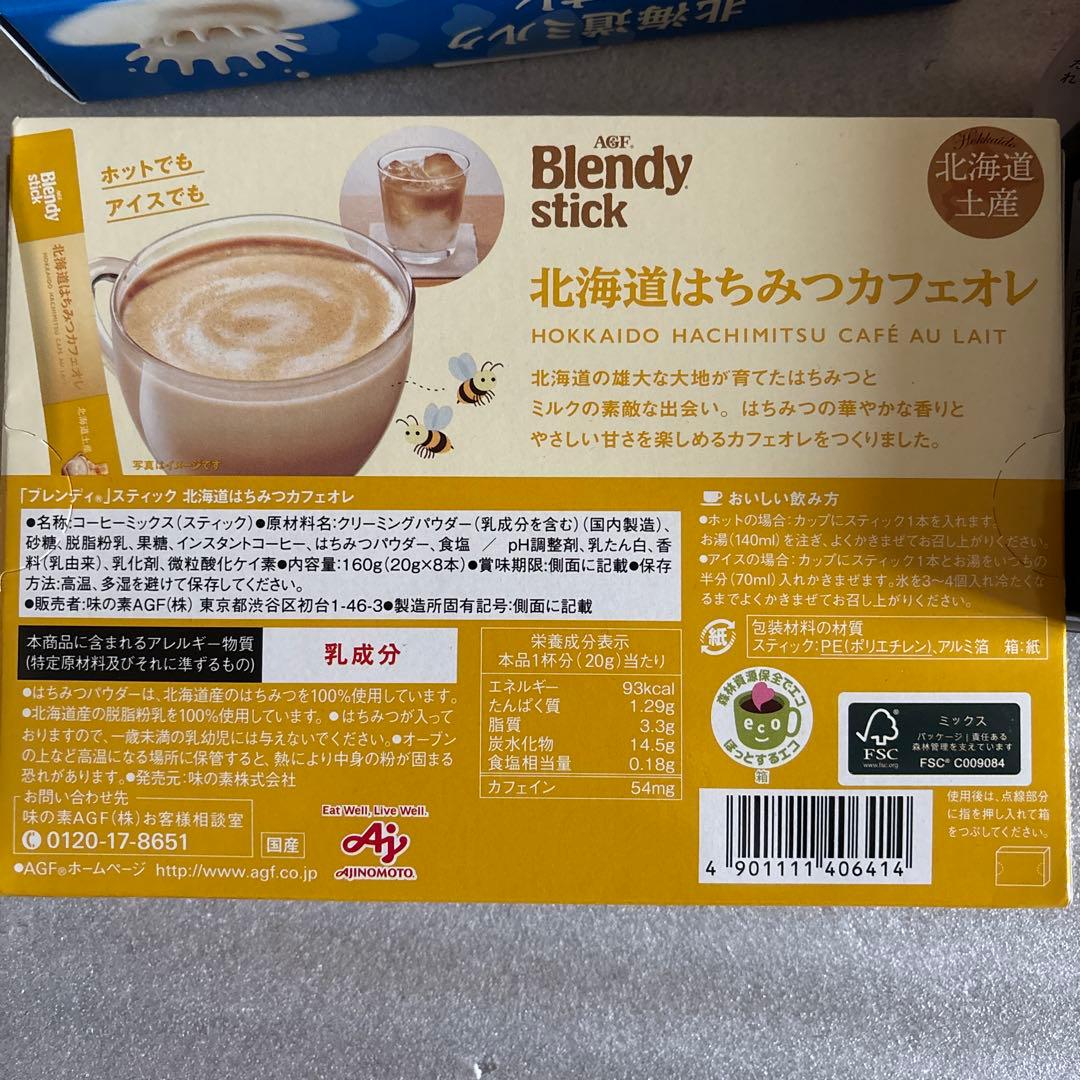 北海道ミルク
オレ
ホットでも
アイスでも
AGF
Blendy
stick
北海道はちみつカフェオレ
HOKKAIDO HACHIMITSU CAFÉ AU LAIT
北海道土産
写真はイメージです
AGF®
Blendy®
stick
Hokkaido
北海道
土産
北海道はちみつカフェオレ
HOKKAIDO HACHIMITSU CAFÉ AU LAIT
北海道の雄大な大地が育てたはちみつと
ミルクの素敵な出会い。はちみつの華やかな香りと
やさしい甘さを楽しめるカフェオレをつくりました。
「ブレンディ®」スティック 北海道はちみつカフェオレ
●名称:コーヒーミックス(スティック)●原材料名:クリーミングパウダー(乳成分を含む)(国内製造)、
砂糖、脱脂粉乳、果糖、インスタントコーヒー、はちみつパウダー、食塩 / pH調整剤、乳たん白、香
料(乳由来)、乳化剤、微粒酸化ケイ素●内容量:160g(20g×8本)●賞味期限:側面に記載●保存
方法:高温、多湿を避けて保存してください。
●販売者:味の素AGF(株) 東京都渋谷区初台1-46-3●製造所固有記号:側面に記載
本商品に含まれるアレルギー物質
(特定原材料及びそれに準ずるもの)
乳成分
●はちみつパウダーは、北海道産のはちみつを100%使用しています。
●北海道産の脱脂粉乳を100%使用しています。●はちみつが入って
おりますので、一歳未満の乳幼児には与えないでください。●オーブン
の上など高温になる場所に保管すると、熱により中身の粉が固まる
恐れがあります。●発売元:味の素株式会社
お問い合わせ先
味の素AGF(株)お客様相談室
0120-17-8651
国産
●AGF®ホームページ http://www.agf.co.jp
Eat Well, Live Well.
Aj
AJINOMOTO.
栄養成分表示
本品1杯分(20g)当たり
エネルギー 93kcal
たんぱく質 1.29g
脂質 3.3g
炭水化物 14.5g
食塩相当量 0.18g
カフェイン 54mg
おいしい飲み方
●ホットの場合:カップにスティック1本を入れます。
お湯(140ml)を注ぎ、よくかきまぜてお召し上がりください。
●アイスの場合:カップにスティック1本とお湯をいつもの
半分(70ml)入れかきまぜます。氷を3〜4個入れ冷たくな
るまでよくかきまぜてお召し上がりください。
紙
包装材料の材質
スティック:PE(ポリエチレン)、アルミ箔 箱:紙
森林資源保全でエコ
eco
ほっとするエコ
箱
FSC
www.fsc.org
ミックス
パッケージ|責任ある
森林管理を支えています
FSC® C009084
4 901111 406414
使用後は、点線部分
に指を押し入れて箱
をつぶしてください。